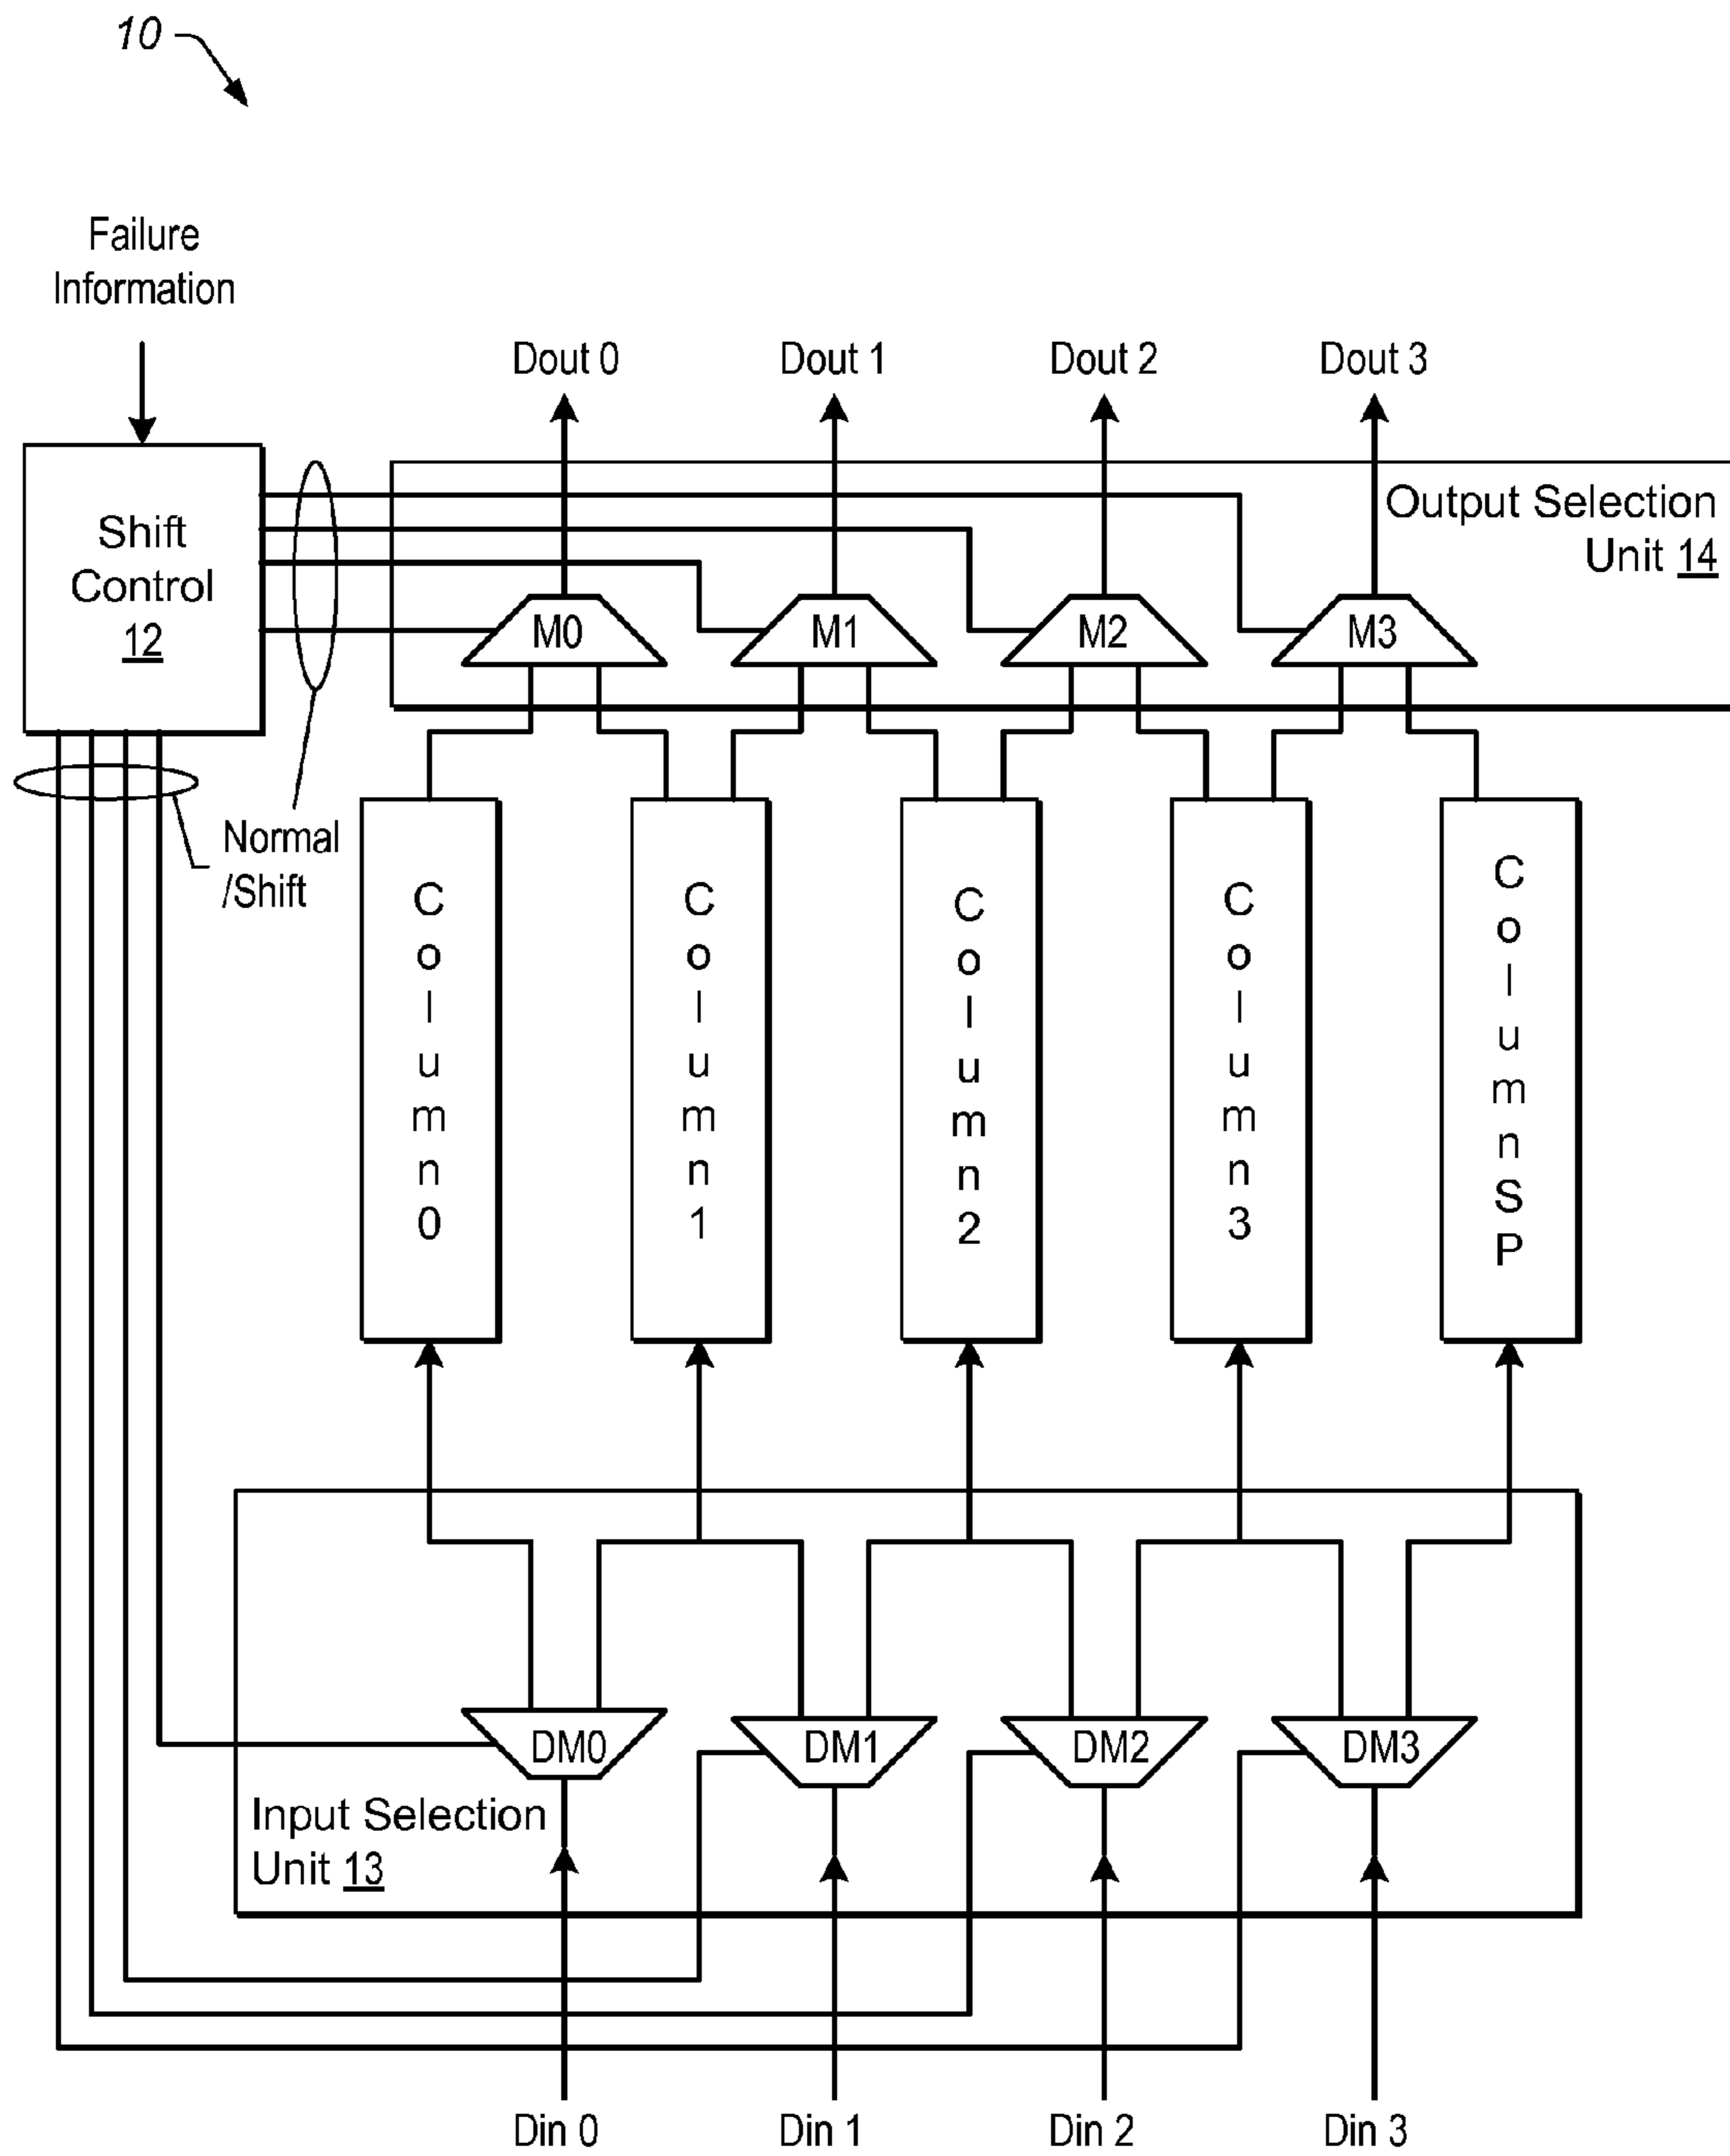 10
Failure
Information
Dout 0
Dout 1
Dout 2
Dout 3
Shift
Control
12
Output Selection
Unit 14
M0
M1
M2
M3
Normal
/Shift
Column0
Column1
Column2
Column3
ColumnSP
DM0
DM1
DM2
DM3
Input Selection
Unit 13
Din 0
Din 1
Din 2
Din 3